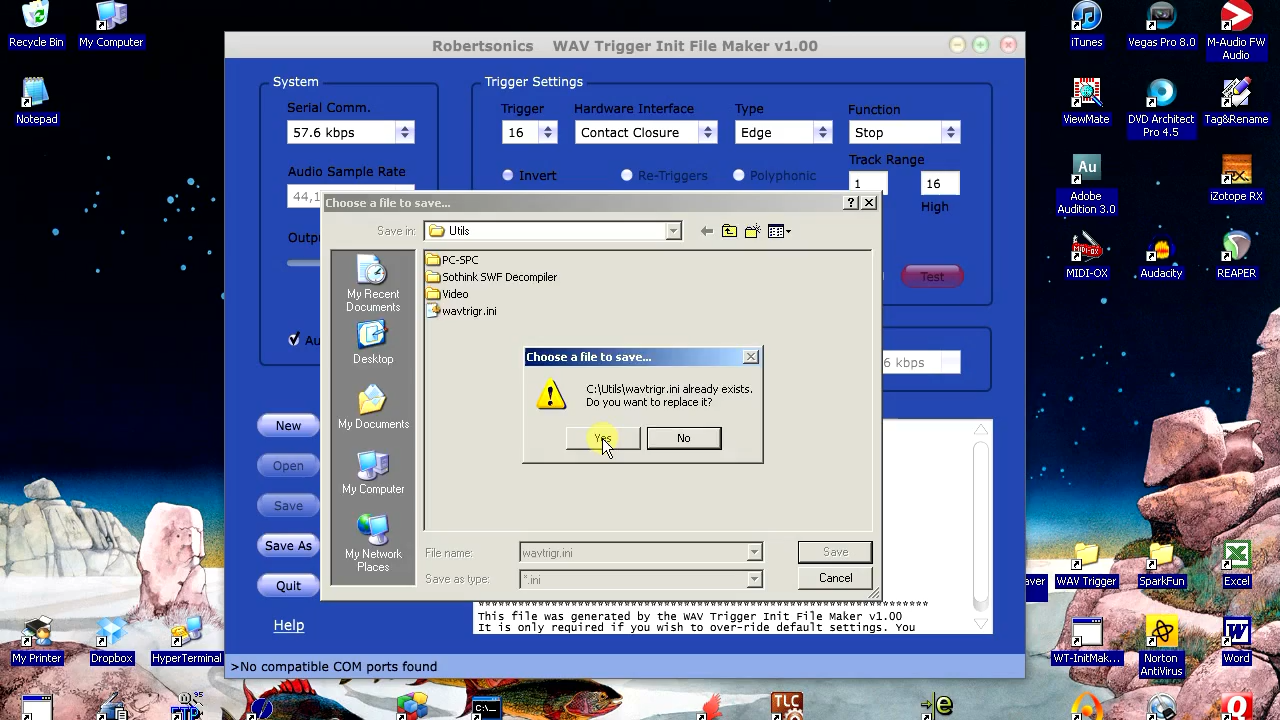 Recycle Bin
My Computer
Notepad
Robertsonics WAV Trigger Init File Maker v1.00
iTunes
Vegas Pro 8.0
M-Audio FW Audio
ViewMate
DVD Architect Pro 4.5
Tag&Rename
Adobe Audition 3.0
iZotope RX
MIDI-OX
Audacity
REAPER
System
Serial Comm.
57.6 kbps
Audio Sample Rate
44,1
Trigger Settings
Trigger
16
Hardware Interface
Contact Closure
Type
Edge
Function
Stop
Invert
Re-Triggers
Polyphonic
Track Range
1
16
High
Test
6 kbps
Choose a file to save...
Save in:
Utils
My Recent Documents
Desktop
My Documents
My Computer
My Network Places
PC-SPC
Sothink SWF Decompiler
Video
wavtrigr.ini
Choose a file to save...
C:\Utils\wavtrigr.ini already exists.
Do you want to replace it?
Yes
No
File name:
wavtrigr.ini
Save
Save as type:
*.ini
Cancel
New
Open
Save
Save As
Quit
Help
This file was generated by the WAV Trigger Init File Maker v1.00
It is only required if you wish to over-ride default settings. You
>No compatible COM ports found
WAV Trigger
SparkFun
Excel
My Printer
Dropbox
HyperTerminal
WT-InitMak...
Norton AntiVirus
Word
TLC